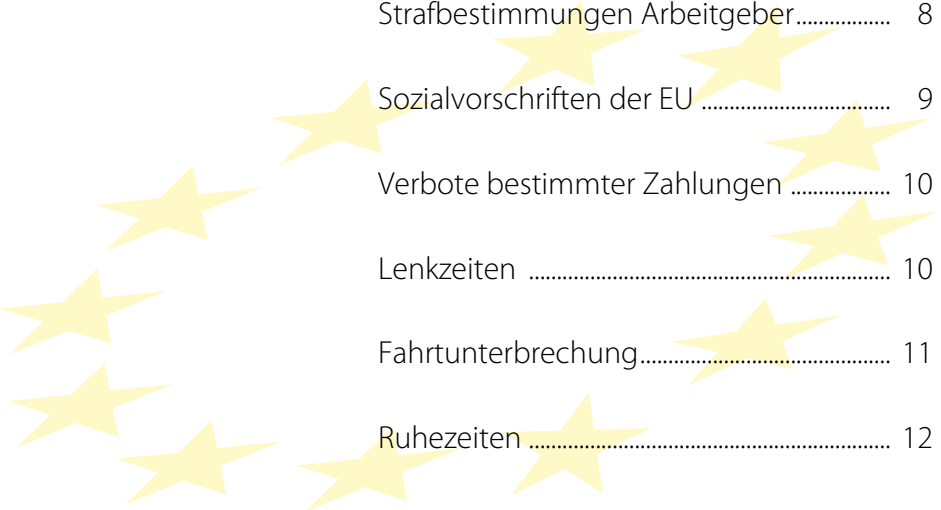 Strafbestimmungen Arbeitgeber................. 8
Sozialvorschriften der EU ................................. 9
Verbote bestimmter Zahlungen .................. 10
Lenkzeiten ................................................................ 10
Fahrtunterbrechung............................................. 11
Ruhezeiten ................................................................ 12